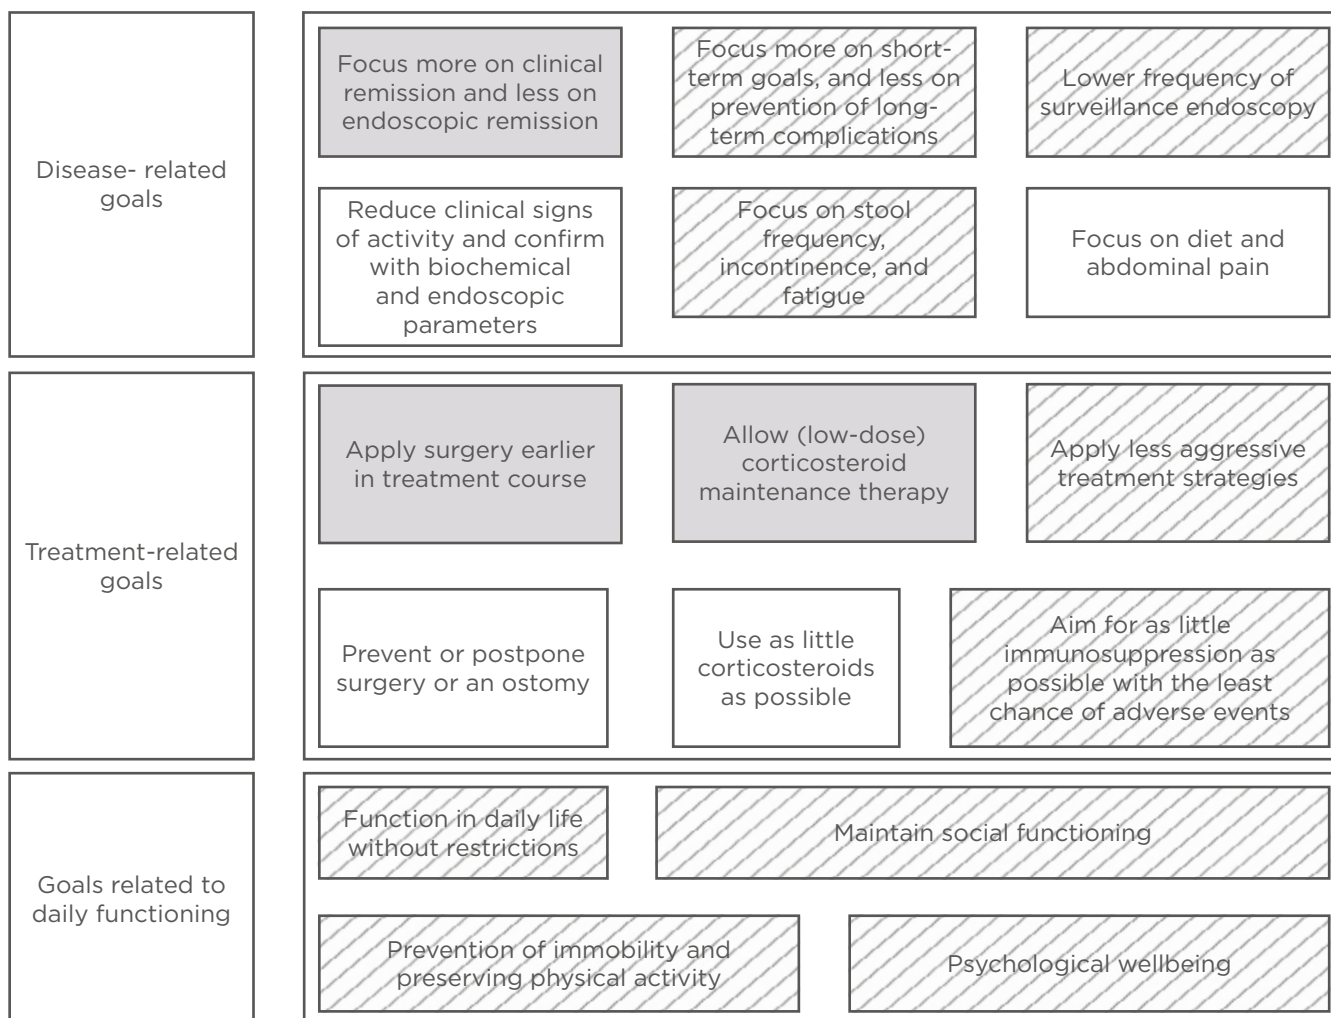 Disease- related
goals
Focus more on clinical
remission and less on
endoscopic remission
Focus more on short-
term goals, and less on
prevention of long-
term complications
Lower frequency of
surveillance endoscopy
Reduce clinical signs
of activity and confirm
with biochemical
and endoscopic
parameters
Focus on stool
frequency,
incontinence, and
fatigue
Focus on diet and
abdominal pain
Treatment-related
goals
Apply surgery earlier
in treatment course
Allow (low-dose)
corticosteroid
maintenance therapy
Apply less aggressive
treatment strategies
Prevent or postpone
surgery or an ostomy
Use as little
corticosteroids
as possible
Aim for as little
immunosuppression as
possible with the least
chance of adverse events
Goals related to
daily functioning
Function in daily life
without restrictions
Maintain social functioning
Prevention of immobility and
preserving physical activity
Psychological wellbeing